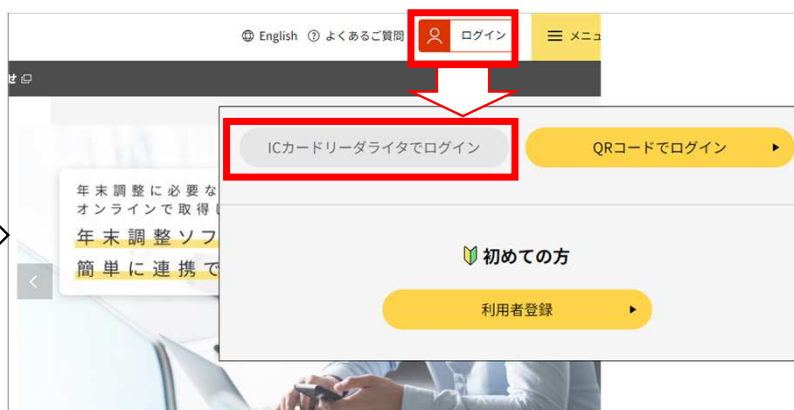 English よくあるご質問 ログイン メニュ
せ
ICカードリーダライタでログイン QRコードでログイン
年末調整に必要な
オンラインで取得し
年末調整ソフ
簡単に連携で
初めての方
利用者登録